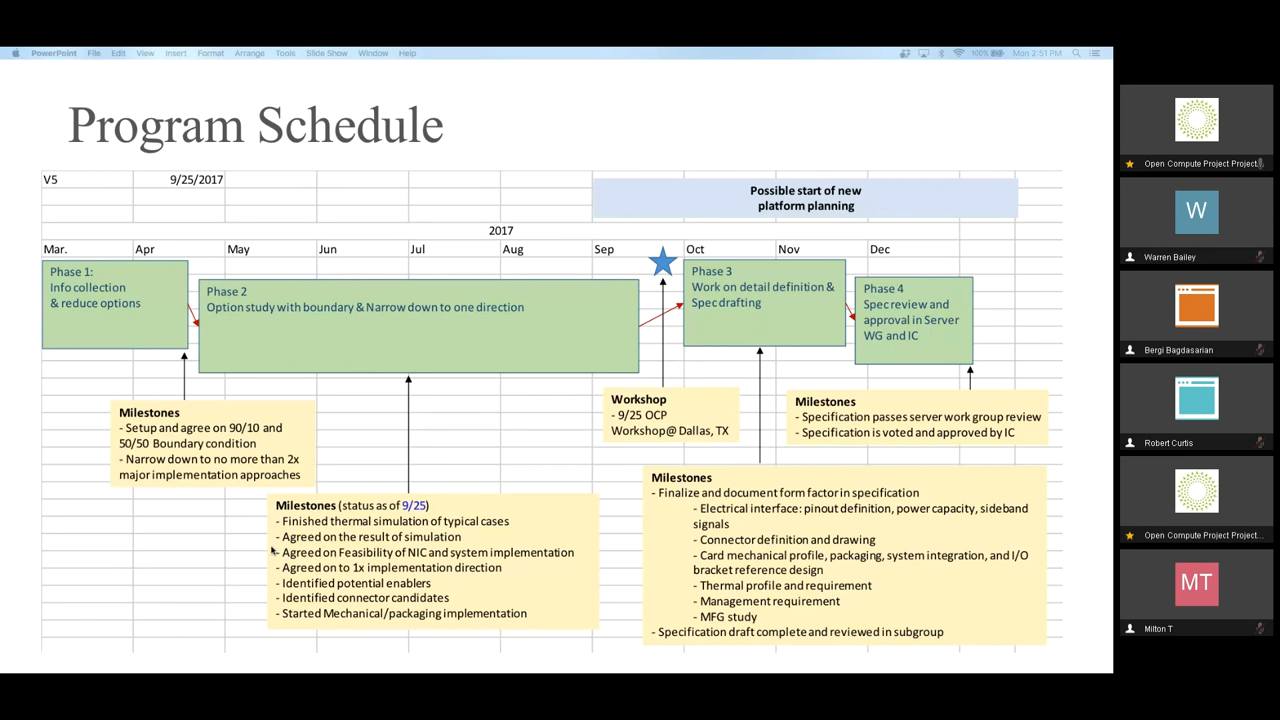 PowerPoint File Edit View Insert Format Arrange Tools Slide Show Window Help
100% Mon 2:51 PM
Program Schedule
V5 9/25/2017
Possible start of new
platform planning
2017
Mar. Apr May Jun Jul Aug Sep Oct Nov Dec
Phase 1:
Info collection
& reduce options
Phase 2
Option study with boundary & Narrow down to one direction
Phase 3
Work on detail definition &
Spec drafting
Phase 4
Spec review and
approval in Server
WG and IC
Milestones
- Setup and agree on 90/10 and
50/50 Boundary condition
- Narrow down to no more than 2x
major implementation approaches
Milestones (status as of 9/25)
- Finished thermal simulation of typical cases
- Agreed on the result of simulation
- Agreed on Feasibility of NIC and system implementation
- Agreed on to 1x implementation direction
- Identified potential enablers
- Identified connector candidates
- Started Mechanical/packaging implementation
Workshop
- 9/25 OCP
Workshop@ Dallas, TX
Milestones
- Specification passes server work group review
- Specification is voted and approved by IC
Milestones
- Finalize and document form factor in specification
- Electrical interface: pinout definition, power capacity, sideband
signals
- Connector definition and drawing
- Card mechanical profile, packaging, system integration, and I/O
bracket reference design
- Thermal profile and requirement
- Management requirement
- MFG study
- Specification draft complete and reviewed in subgroup
Open Compute Project Project...
W
Warren Bailey
Bergi Bagdasarian
Robert Curtis
Open Compute Project Project...
MT
Milton T